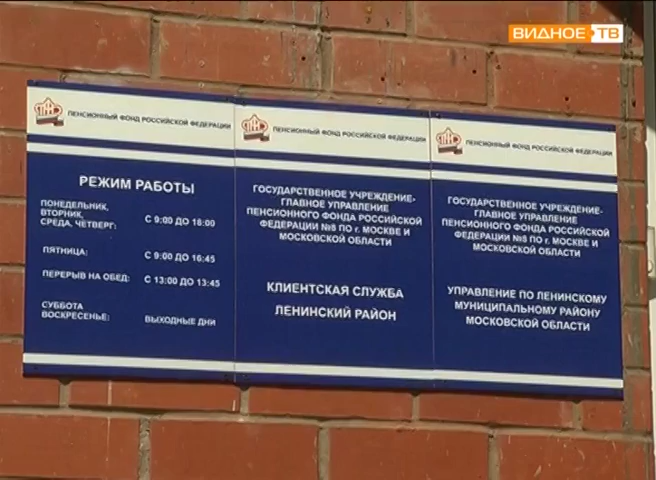 ВИДНОЕ ТВ
ПЕНСИОННЫЙ ФОНД РОССИЙСКОЙ ФЕДЕРАЦИИ
РЕЖИМ РАБОТЫ
ПОНЕДЕЛЬНИК,
ВТОРНИК,
СРЕДА, ЧЕТВЕРГ: С 9:00 ДО 18:00
ПЯТНИЦА: С 9:00 ДО 16:45
ПЕРЕРЫВ НА ОБЕД: С 13:00 ДО 13:45
СУББОТА
ВОСКРЕСЕНЬЕ: ВЫХОДНЫЕ ДНИ
ПЕНСИОННЫЙ ФОНД РОССИЙСКОЙ ФЕДЕРАЦИИ
ГОСУДАРСТВЕННОЕ УЧРЕЖДЕНИЕ-
ГЛАВНОЕ УПРАВЛЕНИЕ
ПЕНСИОННОГО ФОНДА РОССИЙСКОЙ
ФЕДЕРАЦИИ №8 ПО г. МОСКВЕ И
МОСКОВСКОЙ ОБЛАСТИ
КЛИЕНТСКАЯ СЛУЖБА
ЛЕНИНСКИЙ РАЙОН
ПЕНСИОННЫЙ ФОНД РОССИЙСКОЙ ФЕДЕРАЦИИ
ГОСУДАРСТВЕННОЕ УЧРЕЖДЕНИЕ-
ГЛАВНОЕ УПРАВЛЕНИЕ
ПЕНСИОННОГО ФОНДА РОССИЙСКОЙ
ФЕДЕРАЦИИ №8 ПО г. МОСКВЕ И
МОСКОВСКОЙ ОБЛАСТИ
УПРАВЛЕНИЕ ПО ЛЕНИНСКОМУ
МУНИЦИПАЛЬНОМУ РАЙОНУ
МОСКОВСКОЙ ОБЛАСТИ